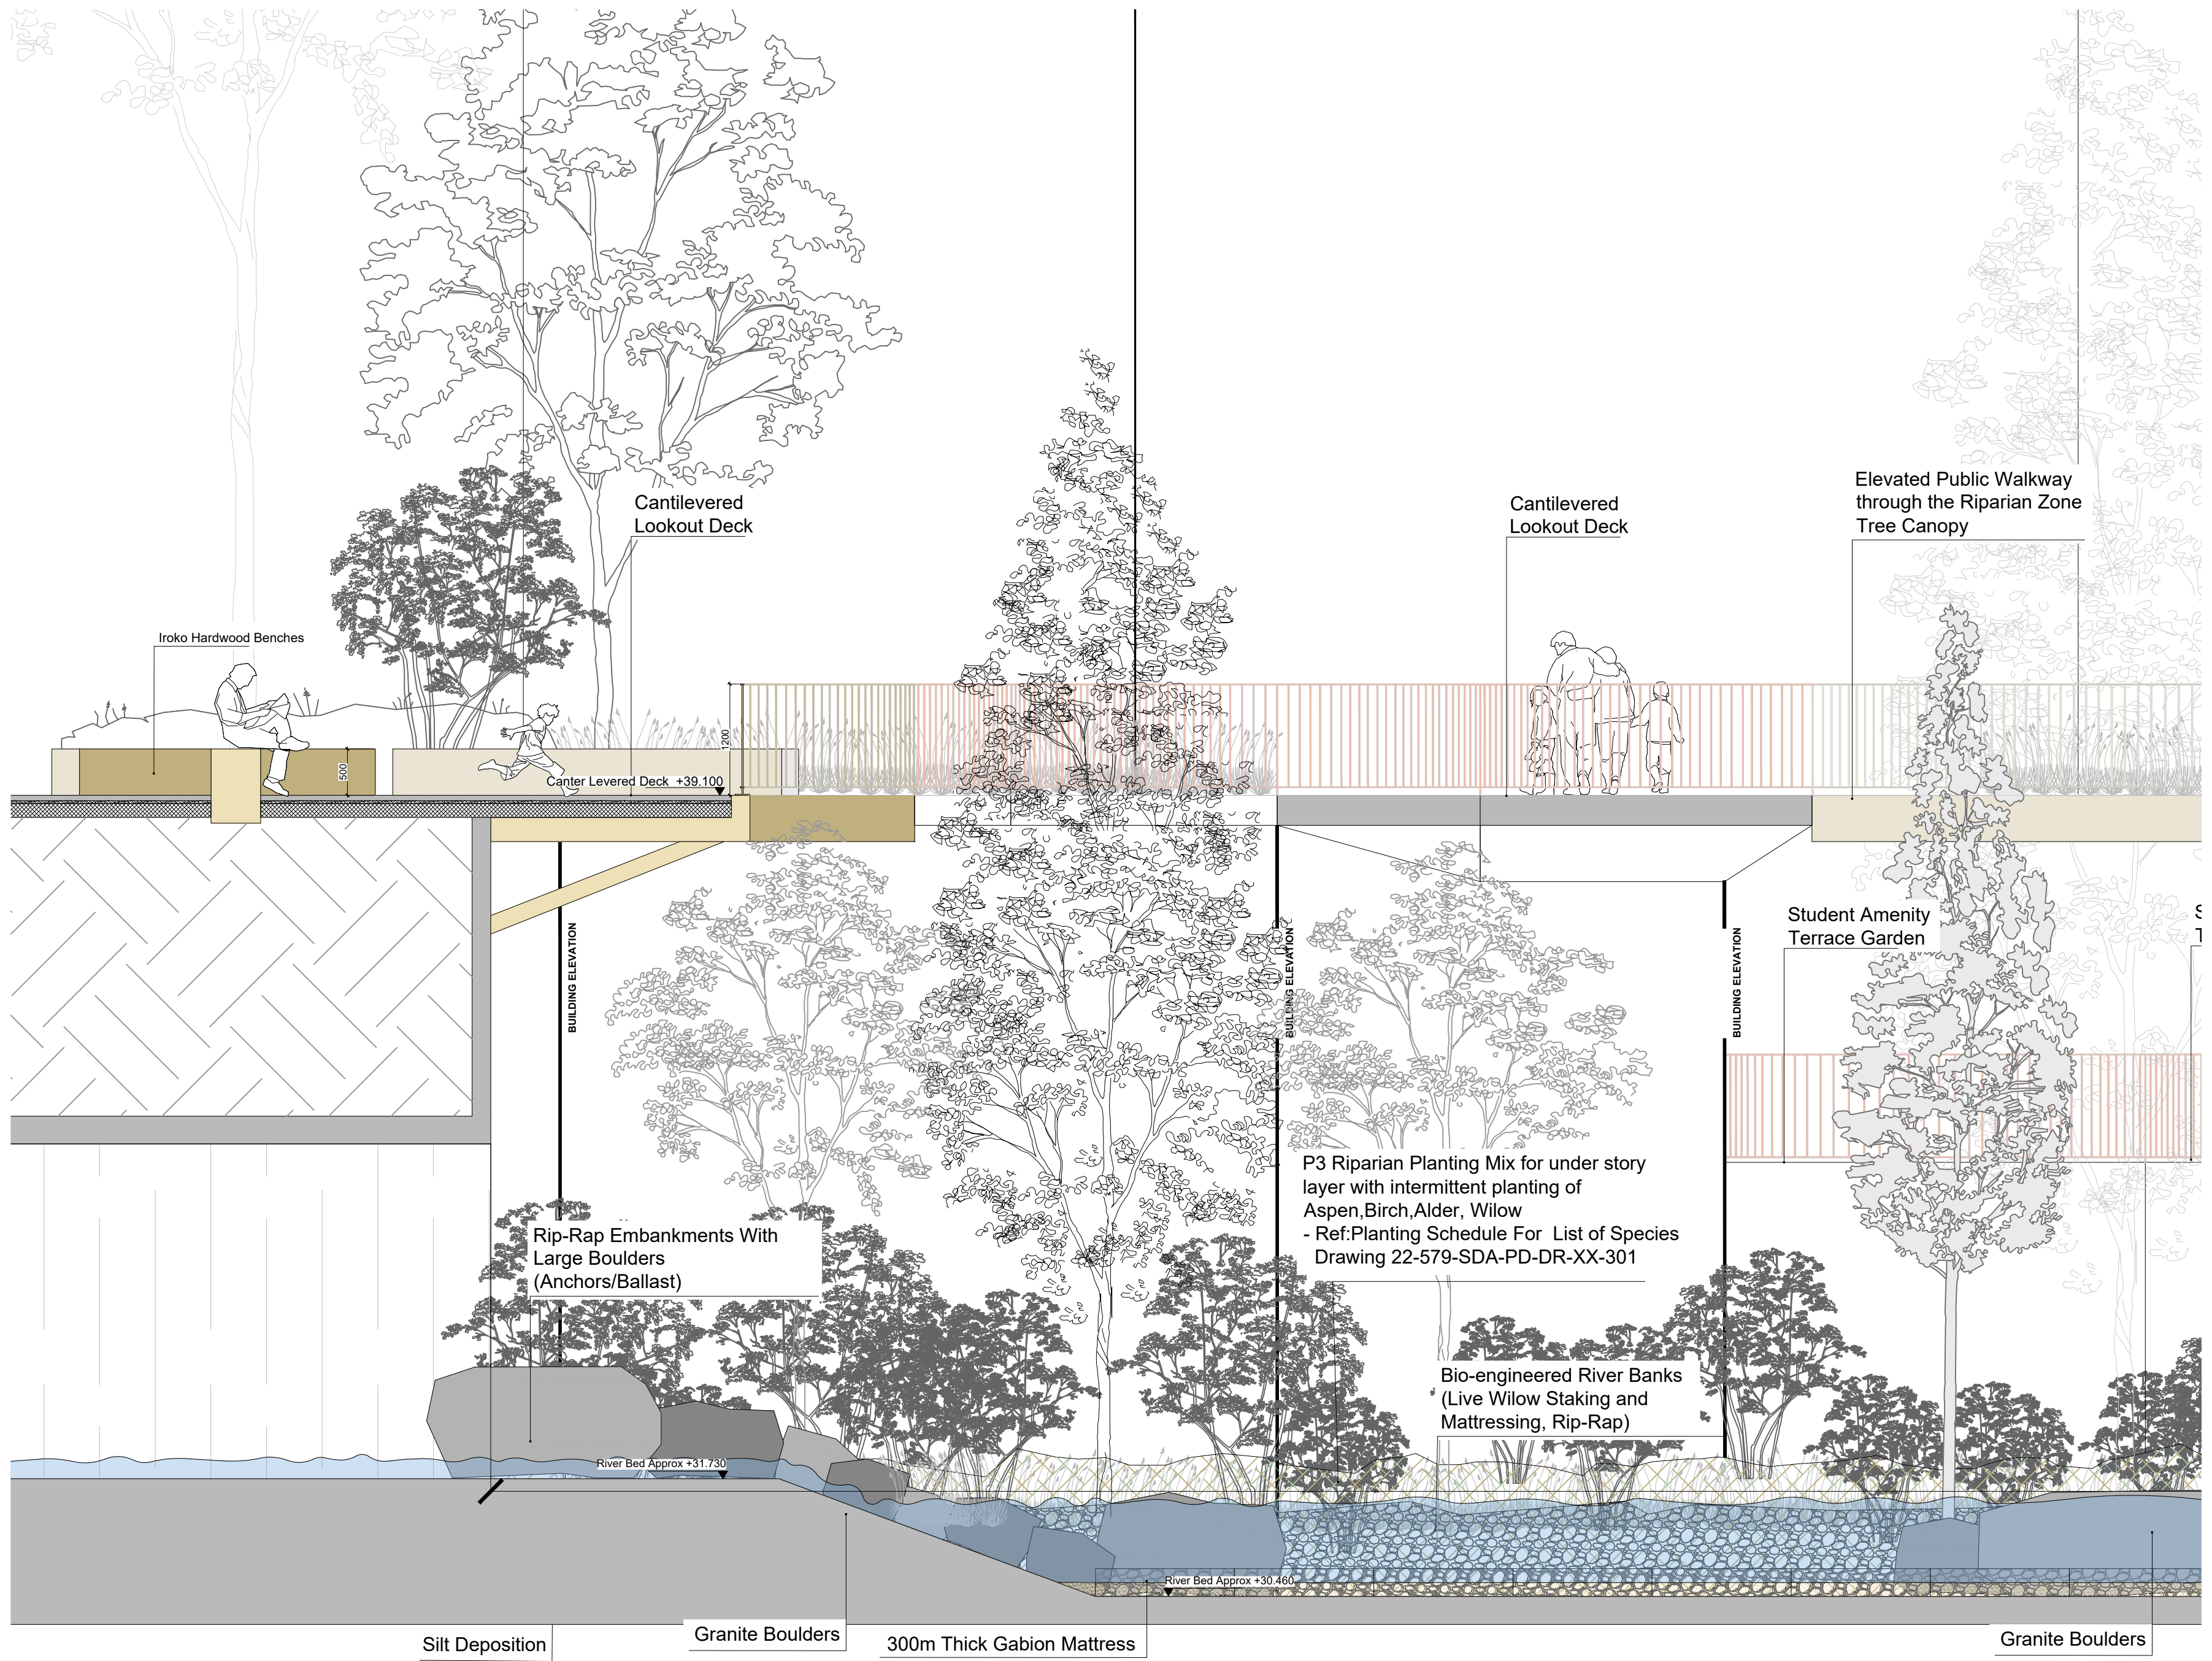 Elevated Public Walkway
through the Riparian Zone
Tree Canopy
Cantilevered
Lookout Deck
Cantilevered
Lookout Deck
Iroko Hardwood Benches
1200
500
Canter Levered Deck +39.100
Student Amenity
Terrace Garden
S
T
BUILDING ELEVATION
BUILDING ELEVATION
BUILDING ELEVATION
P3 Riparian Planting Mix for under story
layer with intermittent planting of
Aspen,Birch,Alder, Wilow
- Ref:Planting Schedule For List of Species
Drawing 22-579-SDA-PD-DR-XX-301
Rip-Rap Embankments With
Large Boulders
(Anchors/Ballast)
Bio-engineered River Banks
(Live Wilow Staking and
Mattressing, Rip-Rap)
River Bed Approx +31.730
River Bed Approx +30.460
Silt Deposition
Granite Boulders
300m Thick Gabion Mattress
Granite Boulders